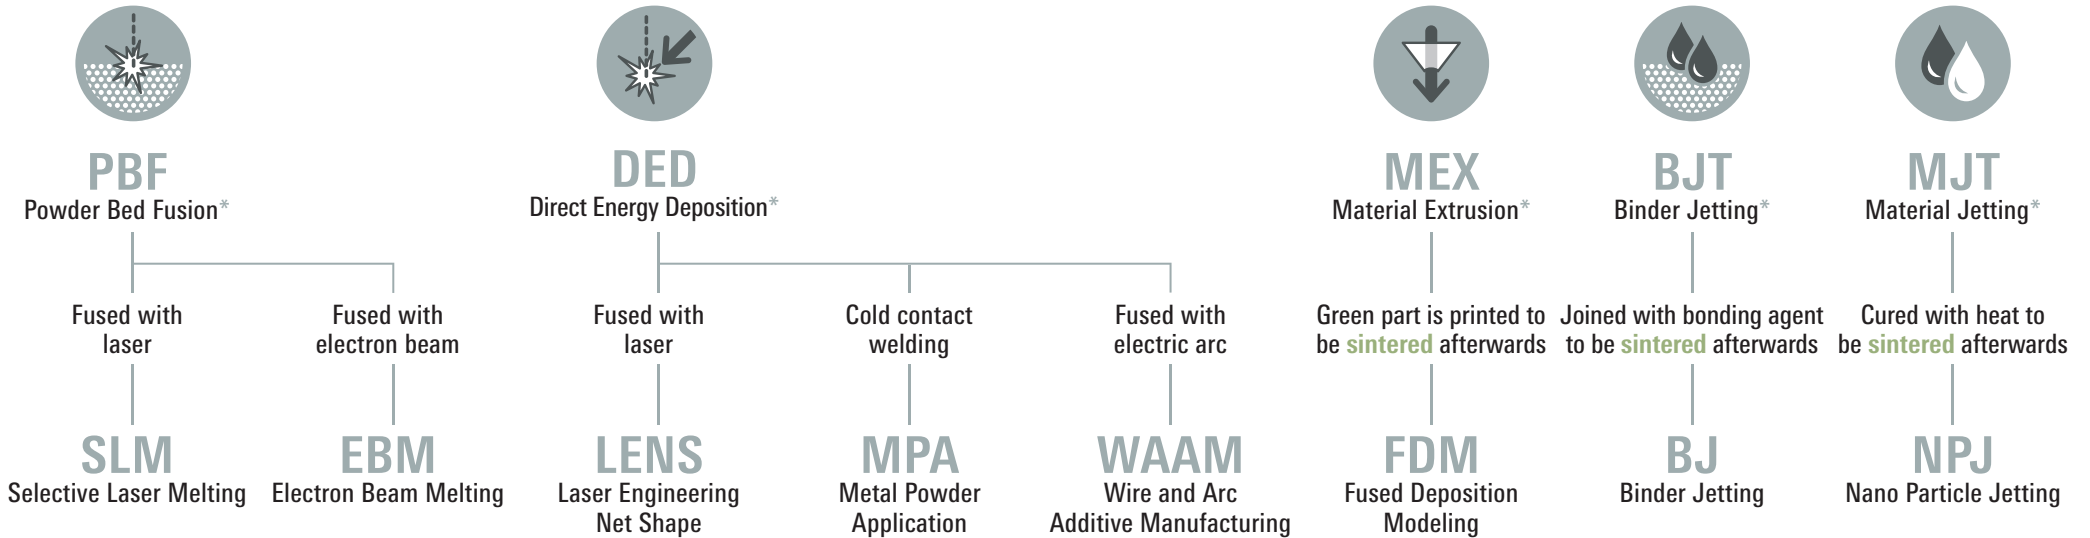 PBF
Powder Bed Fusion*
DED
Direct Energy Deposition*
MEX
Material Extrusion*
BJT
Binder Jetting*
MJT
Material Jetting*
Fused with
laser
Fused with
electron beam
Fused with
laser
Cold contact
welding
Fused with
electric arc
Green part is printed to
be sintered afterwards
Joined with bonding agent
to be sintered afterwards
Cured with heat to
be sintered afterwards
SLM
Selective Laser Melting
EBM
Electron Beam Melting
LENS
Laser Engineering
Net Shape
MPA
Metal Powder
Application
WAAM
Wire and Arc
Additive Manufacturing
FDM
Fused Deposition
Modeling
BJ
Binder Jetting
NPJ
Nano Particle Jetting